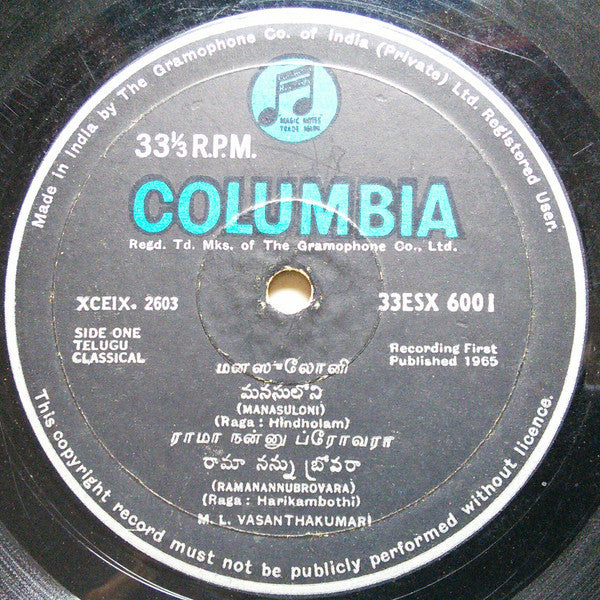 Made in India by The Gramophone Co. of India (Private) Ltd. Registered User.
MAGIC NOTES
TRADE MARK
33⅓ R.P.M.
COLUMBIA
Regd. Td. Mks. of The Gramophone Co., Ltd.
XCEIX. 2603
33ESX 6001
SIDE ONE
TELUGU
CLASSICAL
Recording First
Published 1965
மனஸுலோனி
మనసులోని
(MANASULONI)
(Raga : Hindholam)
ராமா நன்னு ப்ரோவரா
రామా నన్ను బ్రోవరా
(RAMANANNUBROVARA)
(Raga : Harikambothi)
M. L. VASANTHAKUMARI
This copyright record must not be publicly performed without licence.